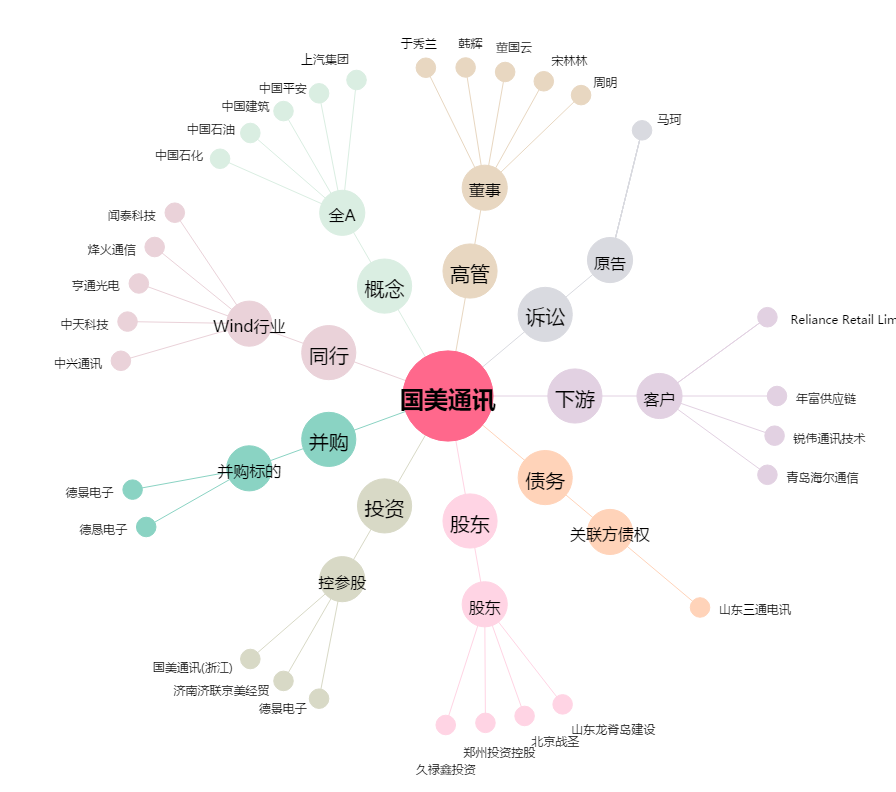 于秀兰
韩辉
董国云
宋林林
周明
董事
高管
马珂
原告
诉讼
上汽集团
中国平安
中国建筑
中国石油
中国石化
全A
概念
闻泰科技
烽火通信
亨通光电
中天科技
中兴通讯
Wind行业
同行
国美通讯
下游
客户
Reliance Retail Lim
年富供应链
锐伟通讯技术
青岛海尔通信
并购
并购标的
德景电子
德恳电子
投资
控参股
国美通讯(浙江)
济南济联京美经贸
德景电子
股东
股东
久禄鑫投资
郑州投资控股
北京战圣
山东龙脊岛建设
债务
关联方债权
山东三通电讯